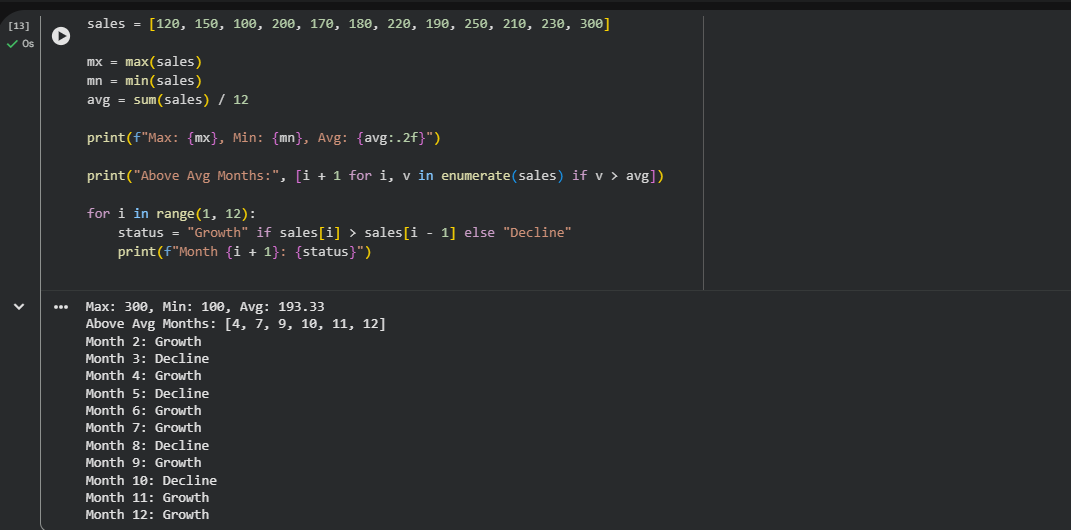 [13]
0s
sales = [120, 150, 100, 200, 170, 180, 220, 190, 250, 210, 230, 300]
mx = max(sales)
mn = min(sales)
avg = sum(sales) / 12
print(f"Max: {mx}, Min: {mn}, Avg: {avg:.2f}")
print("Above Avg Months:", [i + 1 for i, v in enumerate(sales) if v > avg])
for i in range(1, 12):
    status = "Growth" if sales[i] > sales[i - 1] else "Decline"
    print(f"Month {i + 1}: {status}")
Max: 300, Min: 100, Avg: 193.33
Above Avg Months: [4, 7, 9, 10, 11, 12]
Month 2: Growth
Month 3: Decline
Month 4: Growth
Month 5: Decline
Month 6: Growth
Month 7: Growth
Month 8: Decline
Month 9: Growth
Month 10: Decline
Month 11: Growth
Month 12: Growth